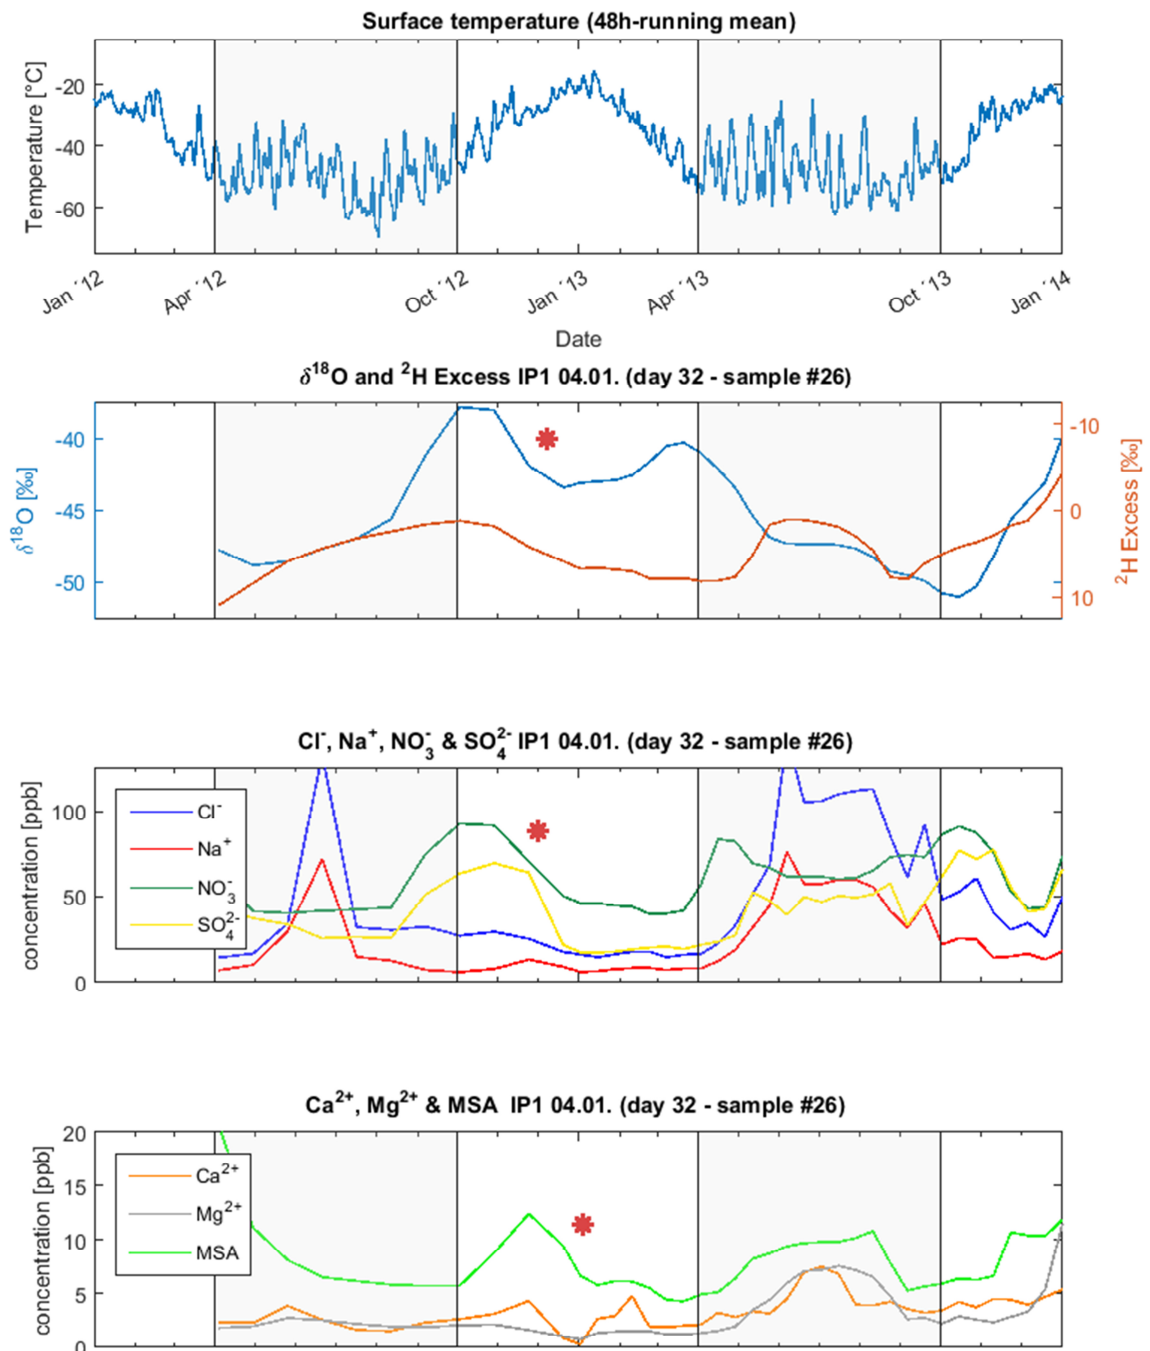 Surface temperature (48h-running mean)
Temperature [°C]
-20
-40
-60
Jan ´12
Apr ´12
Oct ´12
Jan ´13
Apr ´13
Oct ´13
Jan ´14
Date
δ¹⁸O and ²H Excess IP1 04.01. (day 32 - sample #26)
δ¹⁸O [‰]
-40
-45
-50
-10
0
10
²H Excess [‰]
Cl⁻, Na⁺, NO₃⁻ & SO₄²⁻ IP1 04.01. (day 32 - sample #26)
concentration [ppb]
100
50
0
Cl⁻
Na⁺
NO₃⁻
SO₄²⁻
Ca²⁺, Mg²⁺ & MSA IP1 04.01. (day 32 - sample #26)
concentration [ppb]
20
15
10
5
0
Ca²⁺
Mg²⁺
MSA